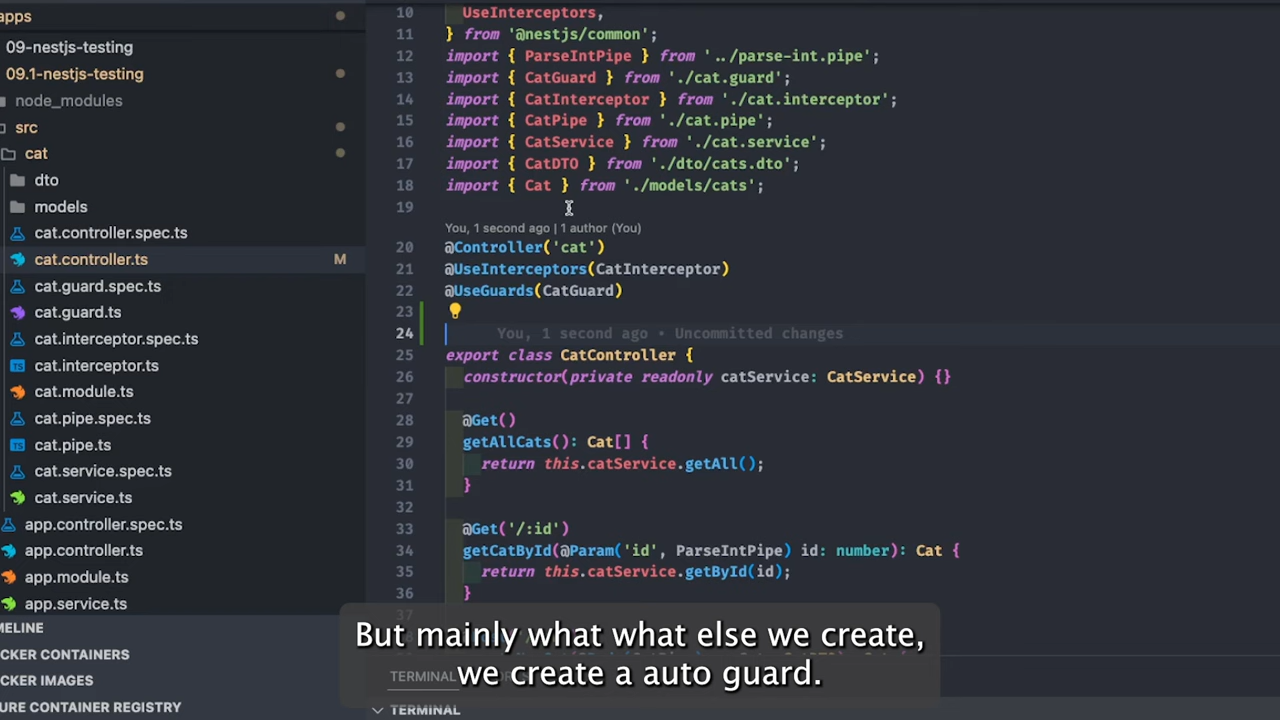 apps
09-nestjs-testing
09.1-nestjs-testing
node_modules
src
cat
dto
models
cat.controller.spec.ts
cat.controller.ts M
cat.guard.spec.ts
cat.guard.ts
cat.interceptor.spec.ts
cat.interceptor.ts
cat.module.ts
cat.pipe.spec.ts
cat.pipe.ts
cat.service.spec.ts
cat.service.ts
app.controller.spec.ts
app.controller.ts
app.module.ts
app.service.ts
MELINE
CKER CONTAINERS
CKER IMAGES
URE CONTAINER REGISTRY
10 UseInterceptors,
11 } from '@nestjs/common';
12 import { ParseIntPipe } from '../parse-int.pipe';
13 import { CatGuard } from './cat.guard';
14 import { CatInterceptor } from './cat.interceptor';
15 import { CatPipe } from './cat.pipe';
16 import { CatService } from './cat.service';
17 import { CatDTO } from './dto/cats.dto';
18 import { Cat } from './models/cats';
19
You, 1 second ago | 1 author (You)
20 @Controller('cat')
21 @UseInterceptors(CatInterceptor)
22 @UseGuards(CatGuard)
23
24 You, 1 second ago • Uncommitted changes
25 export class CatController {
26 constructor(private readonly catService: CatService) {}
27
28 @Get()
29 getAllCats(): Cat[] {
30 return this.catService.getAll();
31 }
32
33 @Get('/:id')
34 getCatById(@Param('id', ParseIntPipe) id: number): Cat {
35 return this.catService.getById(id);
36 }
37
But mainly what what else we create,
we create a auto guard.
TERMINAL
TERMINAL